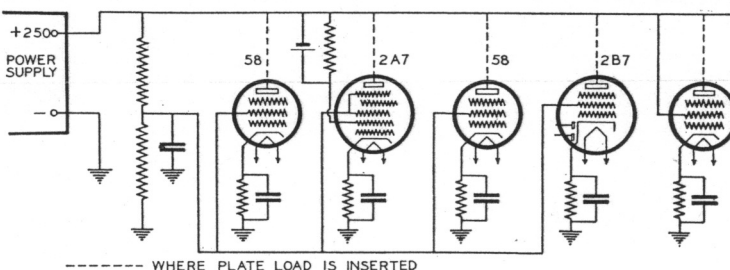 +250
POWER
SUPPLY
−
58
2A7
58
2B7
------ WHERE PLATE LOAD IS INSERTED